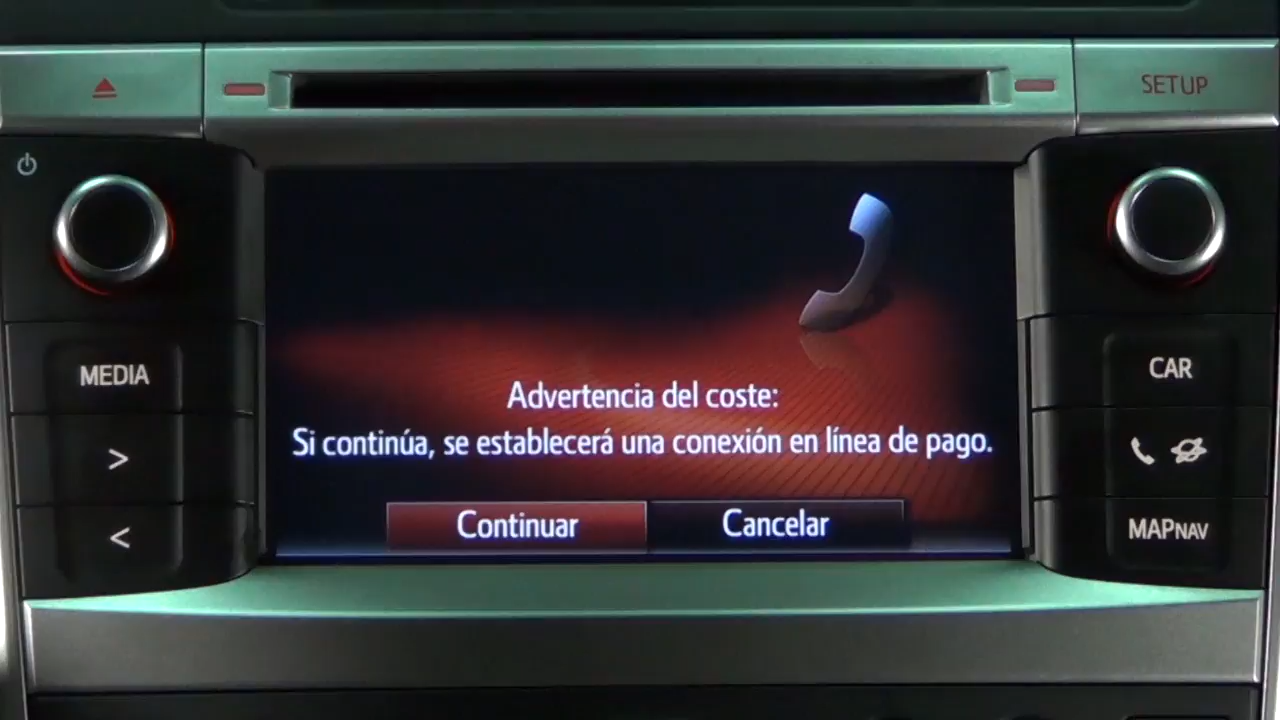 SETUP
MEDIA
>
<
Advertencia del coste:
Si continúa, se establecerá una conexión en línea de pago.
Continuar
Cancelar
CAR
MAPNAV